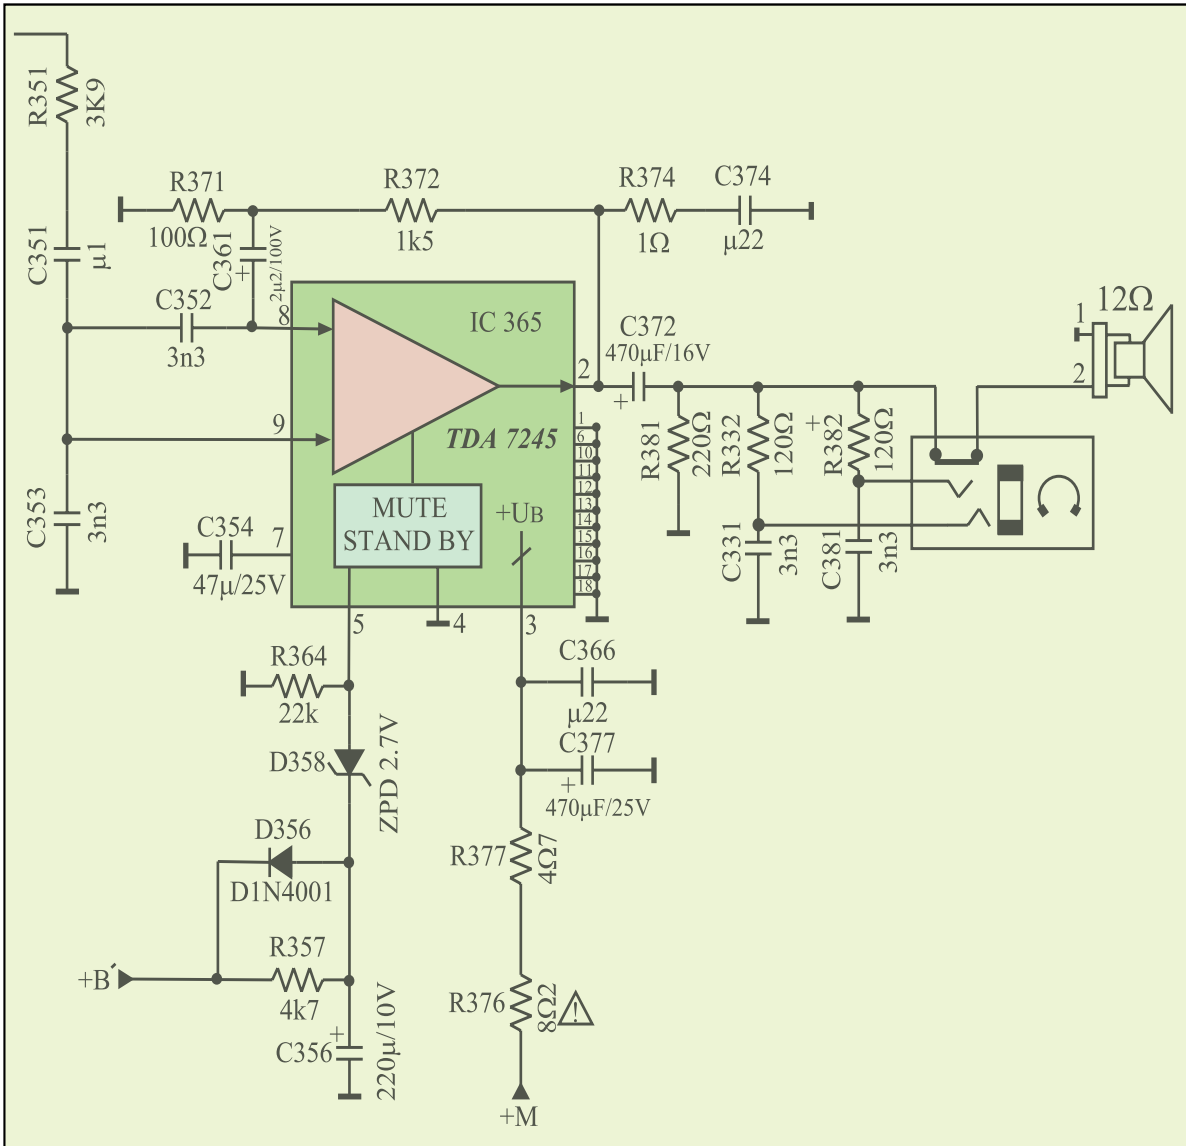 R351
3K9
R371
100Ω
R372
1k5
R374
1Ω
C374
µ22
C351
µ1
C361
+
2µ2/100V
C352
3n3
8
IC 365
2
C372
470µF/16V
+
12Ω
1
2
9
TDA 7245
1
6
10
11
12
13
14
15
16
17
18
R381
220Ω
R332
120Ω
+
R382
120Ω
C353
3n3
C354
47µ/25V
7
MUTE
STAND BY
+UB
C331
3n3
C381
3n3
5
4
3
R364
22k
C366
µ22
D358
ZPD 2.7V
C377
+
470µF/25V
D356
D1N4001
R377
4Ω7
+B´
R357
4k7
R376
8Ω2
!
+
C356
220µ/10V
+M